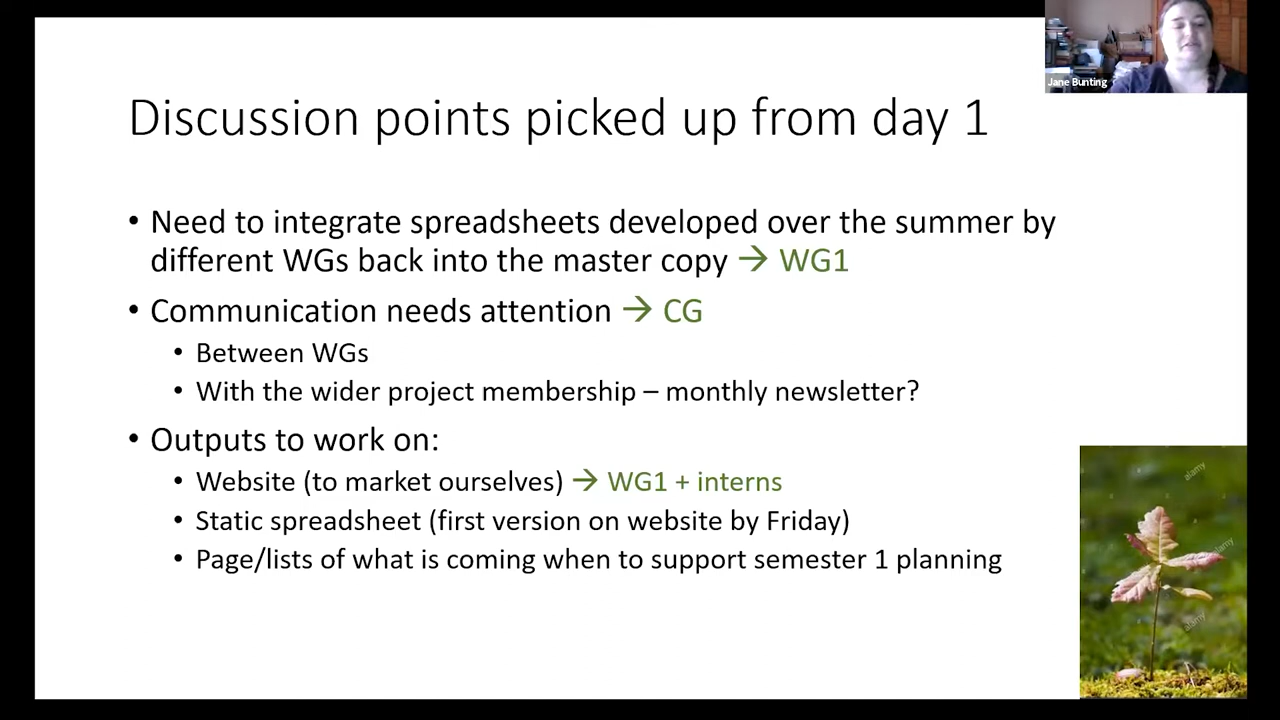 Jane Bunting
Discussion points picked up from day 1
• Need to integrate spreadsheets developed over the summer by
different WGs back into the master copy → WG1
• Communication needs attention → CG
• Between WGs
• With the wider project membership – monthly newsletter?
• Outputs to work on:
• Website (to market ourselves) → WG1 + interns
• Static spreadsheet (first version on website by Friday)
• Page/lists of what is coming when to support semester 1 planning
alamy
alamy
alamy